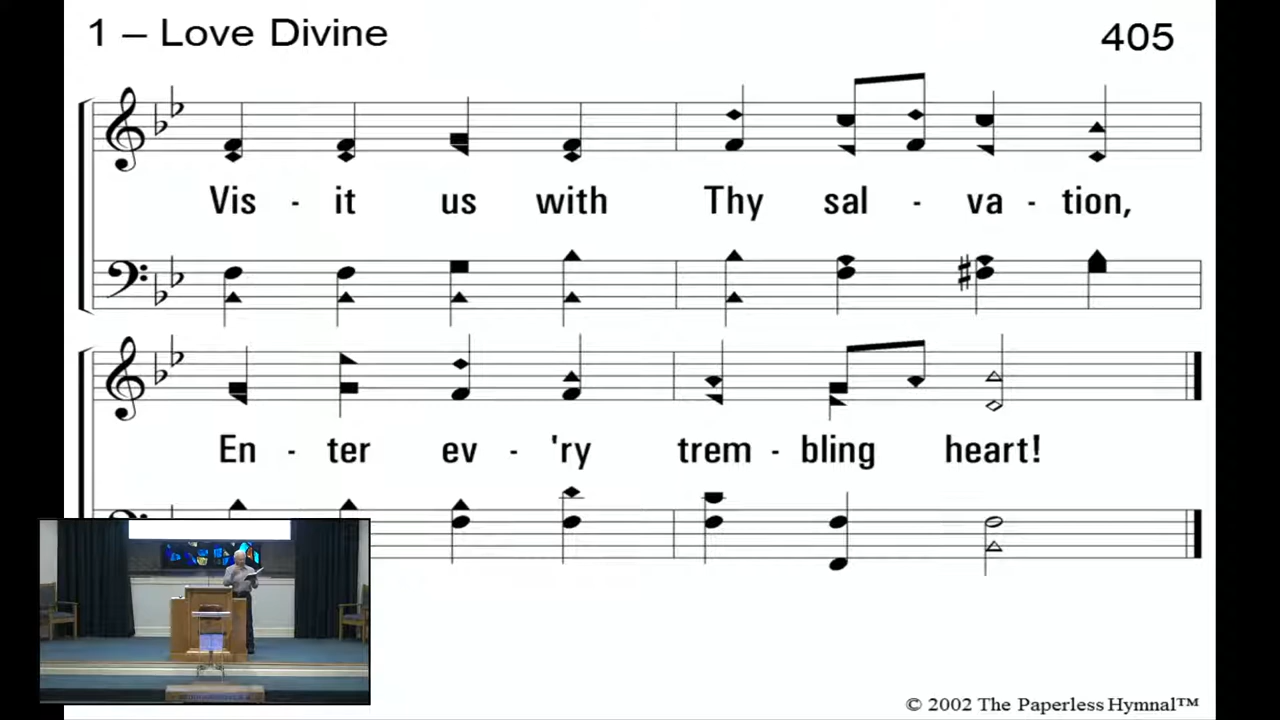 1 – Love Divine
405
Vis - it us with Thy sal - va - tion,
En - ter ev - 'ry trem - bling heart!
© 2002 The Paperless Hymnal™